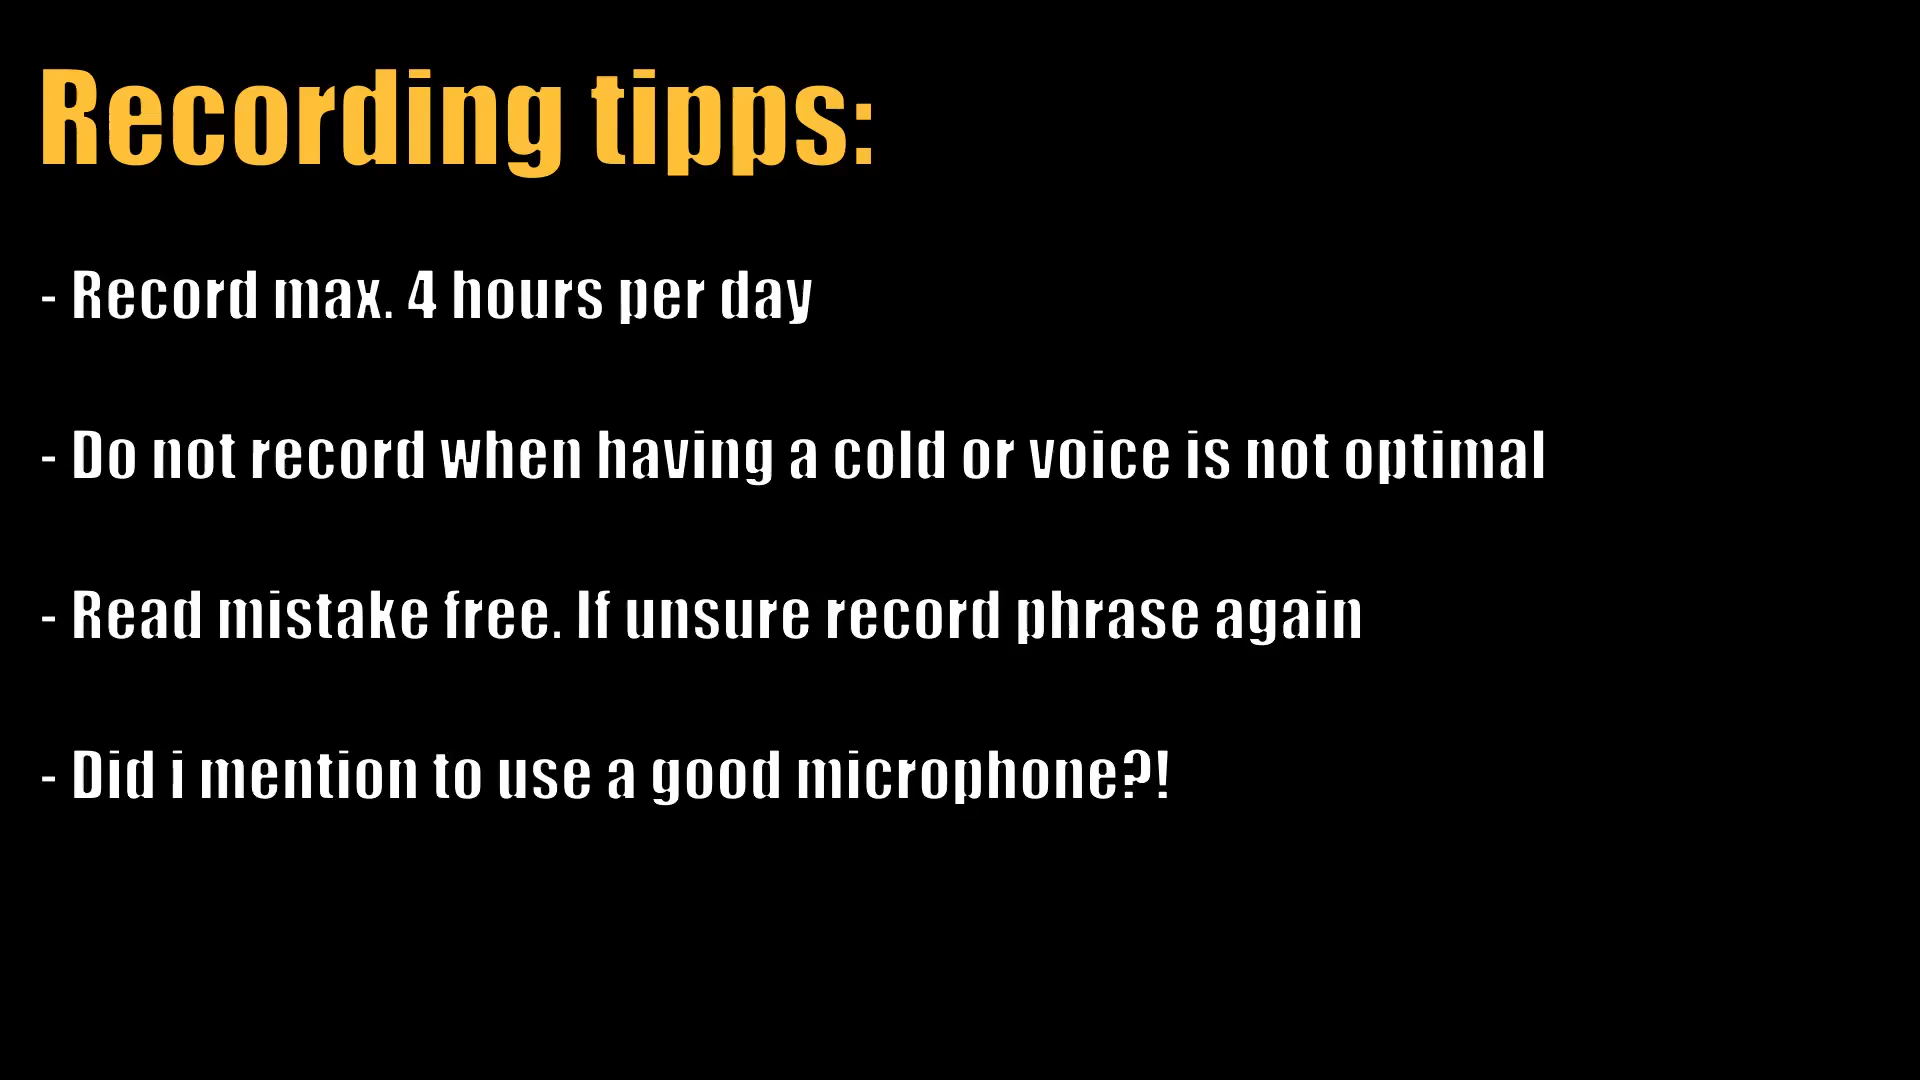 Recording tipps:
- Record max. 4 hours per day
- Do not record when having a cold or voice is not optimal
- Read mistake free. If unsure record phrase again
- Did i mention to use a good microphone?!